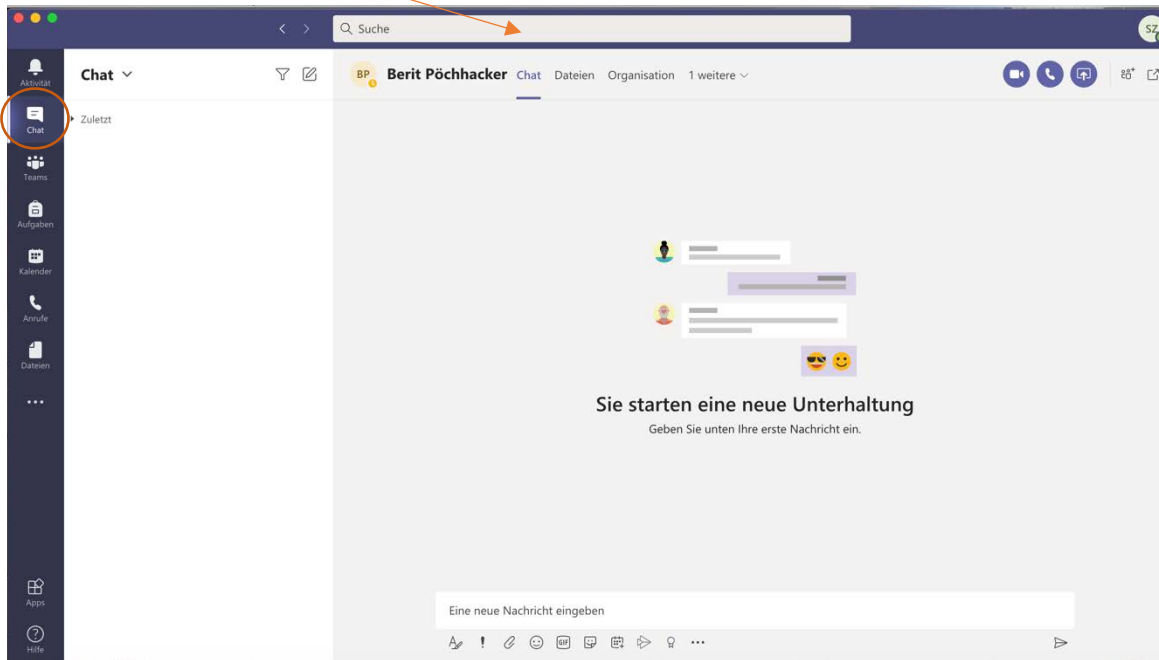 Suche
SZ
Aktivität
Chat
Teams
Aufgaben
Kalender
Anrufe
Dateien
Apps
Hilfe
Chat
Zuletzt
BP Berit Pöchhacker Chat Dateien Organisation 1 weitere
Sie starten eine neue Unterhaltung
Geben Sie unten Ihre erste Nachricht ein.
Eine neue Nachricht eingeben
GIF